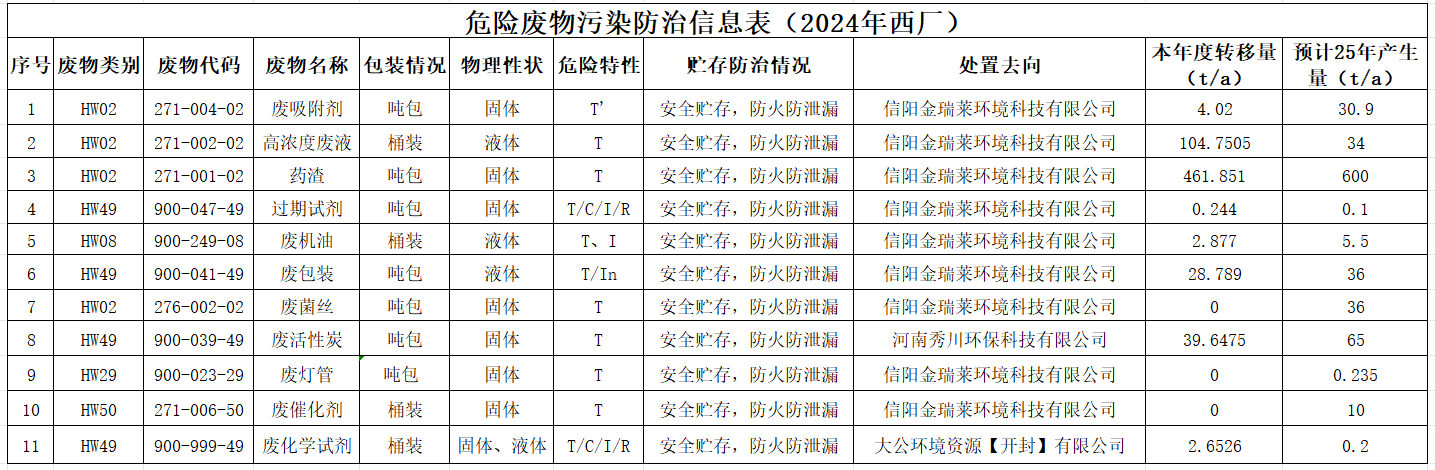 危险废物污染防治信息表（2024年西厂）
序号 废物类别 废物代码 废物名称 包装情况 物理性状 危险特性 贮存防治情况 处置去向 本年度转移量（t/a） 预计25年产生量（t/a）
1 HW02 271-004-02 废吸附剂 吨包 固体 T' 安全贮存，防火防泄漏 信阳金瑞莱环境科技有限公司 4.02 30.9
2 HW02 271-002-02 高浓度废液 桶装 液体 T 安全贮存，防火防泄漏 信阳金瑞莱环境科技有限公司 104.7505 34
3 HW02 271-001-02 药渣 吨包 固体 T 安全贮存，防火防泄漏 信阳金瑞莱环境科技有限公司 461.851 600
4 HW49 900-047-49 过期试剂 吨包 固体 T/C/I/R 安全贮存，防火防泄漏 信阳金瑞莱环境科技有限公司 0.244 0.1
5 HW08 900-249-08 废机油 桶装 液体 T、I 安全贮存，防火防泄漏 信阳金瑞莱环境科技有限公司 2.877 5.5
6 HW49 900-041-49 废包装 吨包 液体 T/In 安全贮存，防火防泄漏 信阳金瑞莱环境科技有限公司 28.789 36
7 HW02 276-002-02 废菌丝 吨包 固体 T 安全贮存，防火防泄漏 信阳金瑞莱环境科技有限公司 0 36
8 HW49 900-039-49 废活性炭 吨包 固体 T 安全贮存，防火防泄漏 河南秀川环保科技有限公司 39.6475 65
9 HW29 900-023-29 废灯管 吨包 固体 T 安全贮存，防火防泄漏 信阳金瑞莱环境科技有限公司 0 0.235
10 HW50 271-006-50 废催化剂 桶装 固体 T 安全贮存，防火防泄漏 信阳金瑞莱环境科技有限公司 0 10
11 HW49 900-999-49 废化学试剂 桶装 固体、液体 T/C/I/R 安全贮存，防火防泄漏 大公环境资源【开封】有限公司 2.6526 0.2